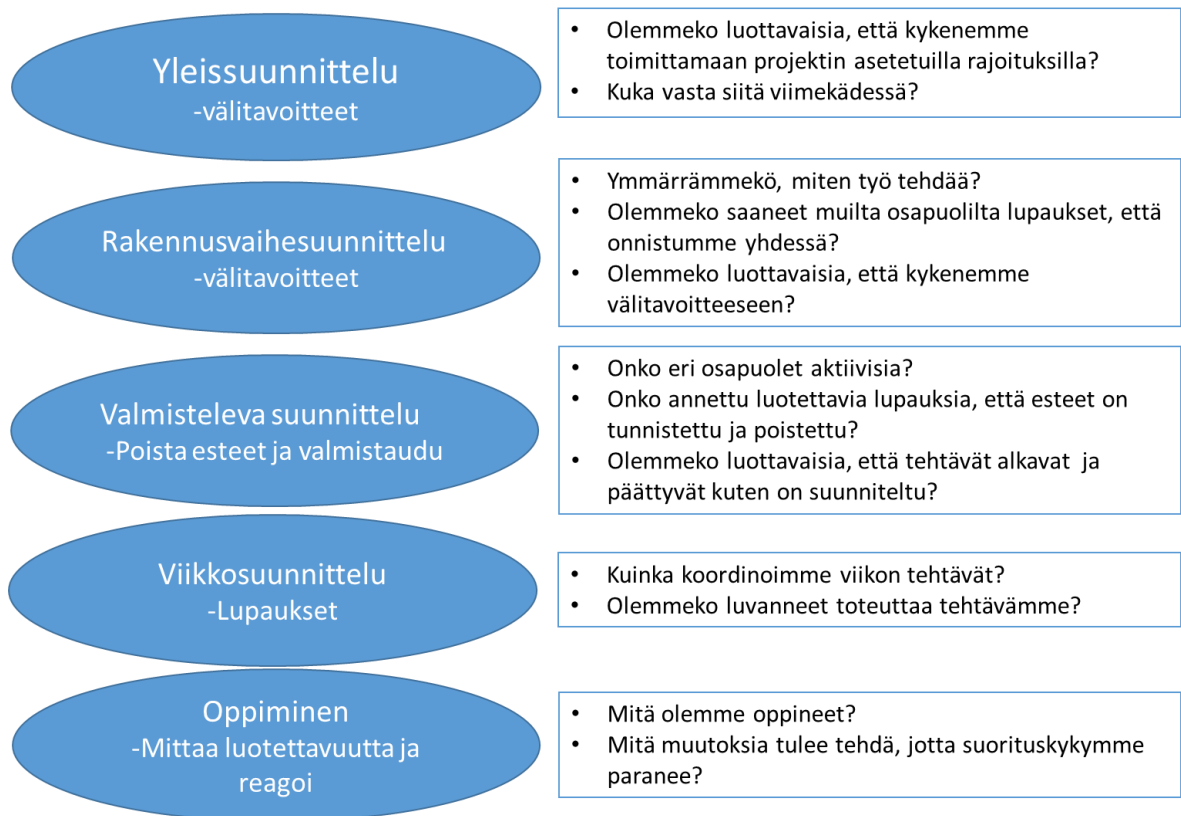 Yleissuunnittelu
-välitavoitteet
• Olemmeko luottavaisia, että kykenemme
toimittamaan projektin asetetuilla rajoituksilla?
• Kuka vasta siitä viimekädessä?
Rakennusvaihesuunnittelu
-välitavoitteet
• Ymmärrämmekö, miten työ tehdää?
• Olemmeko saaneet muilta osapuolilta lupaukset, että
onnistumme yhdessä?
• Olemmeko luottavaisia, että kykenemme
välitavoitteeseen?
Valmisteleva suunnittelu
-Poista esteet ja valmistaudu
• Onko eri osapuolet aktiivisia?
• Onko annettu luotettavia lupauksia, että esteet on
tunnistettu ja poistettu?
• Olemmeko luottavaisia, että tehtävät alkavat ja
päättyvät kuten on suunniteltu?
Viikkosuunnittelu
-Lupaukset
• Kuinka koordinoimme viikon tehtävät?
• Olemmeko luvanneet toteuttaa tehtävämme?
Oppiminen
-Mittaa luotettavuutta ja
reagoi
• Mitä olemme oppineet?
• Mitä muutoksia tulee tehdä, jotta suorituskykymme
paranee?